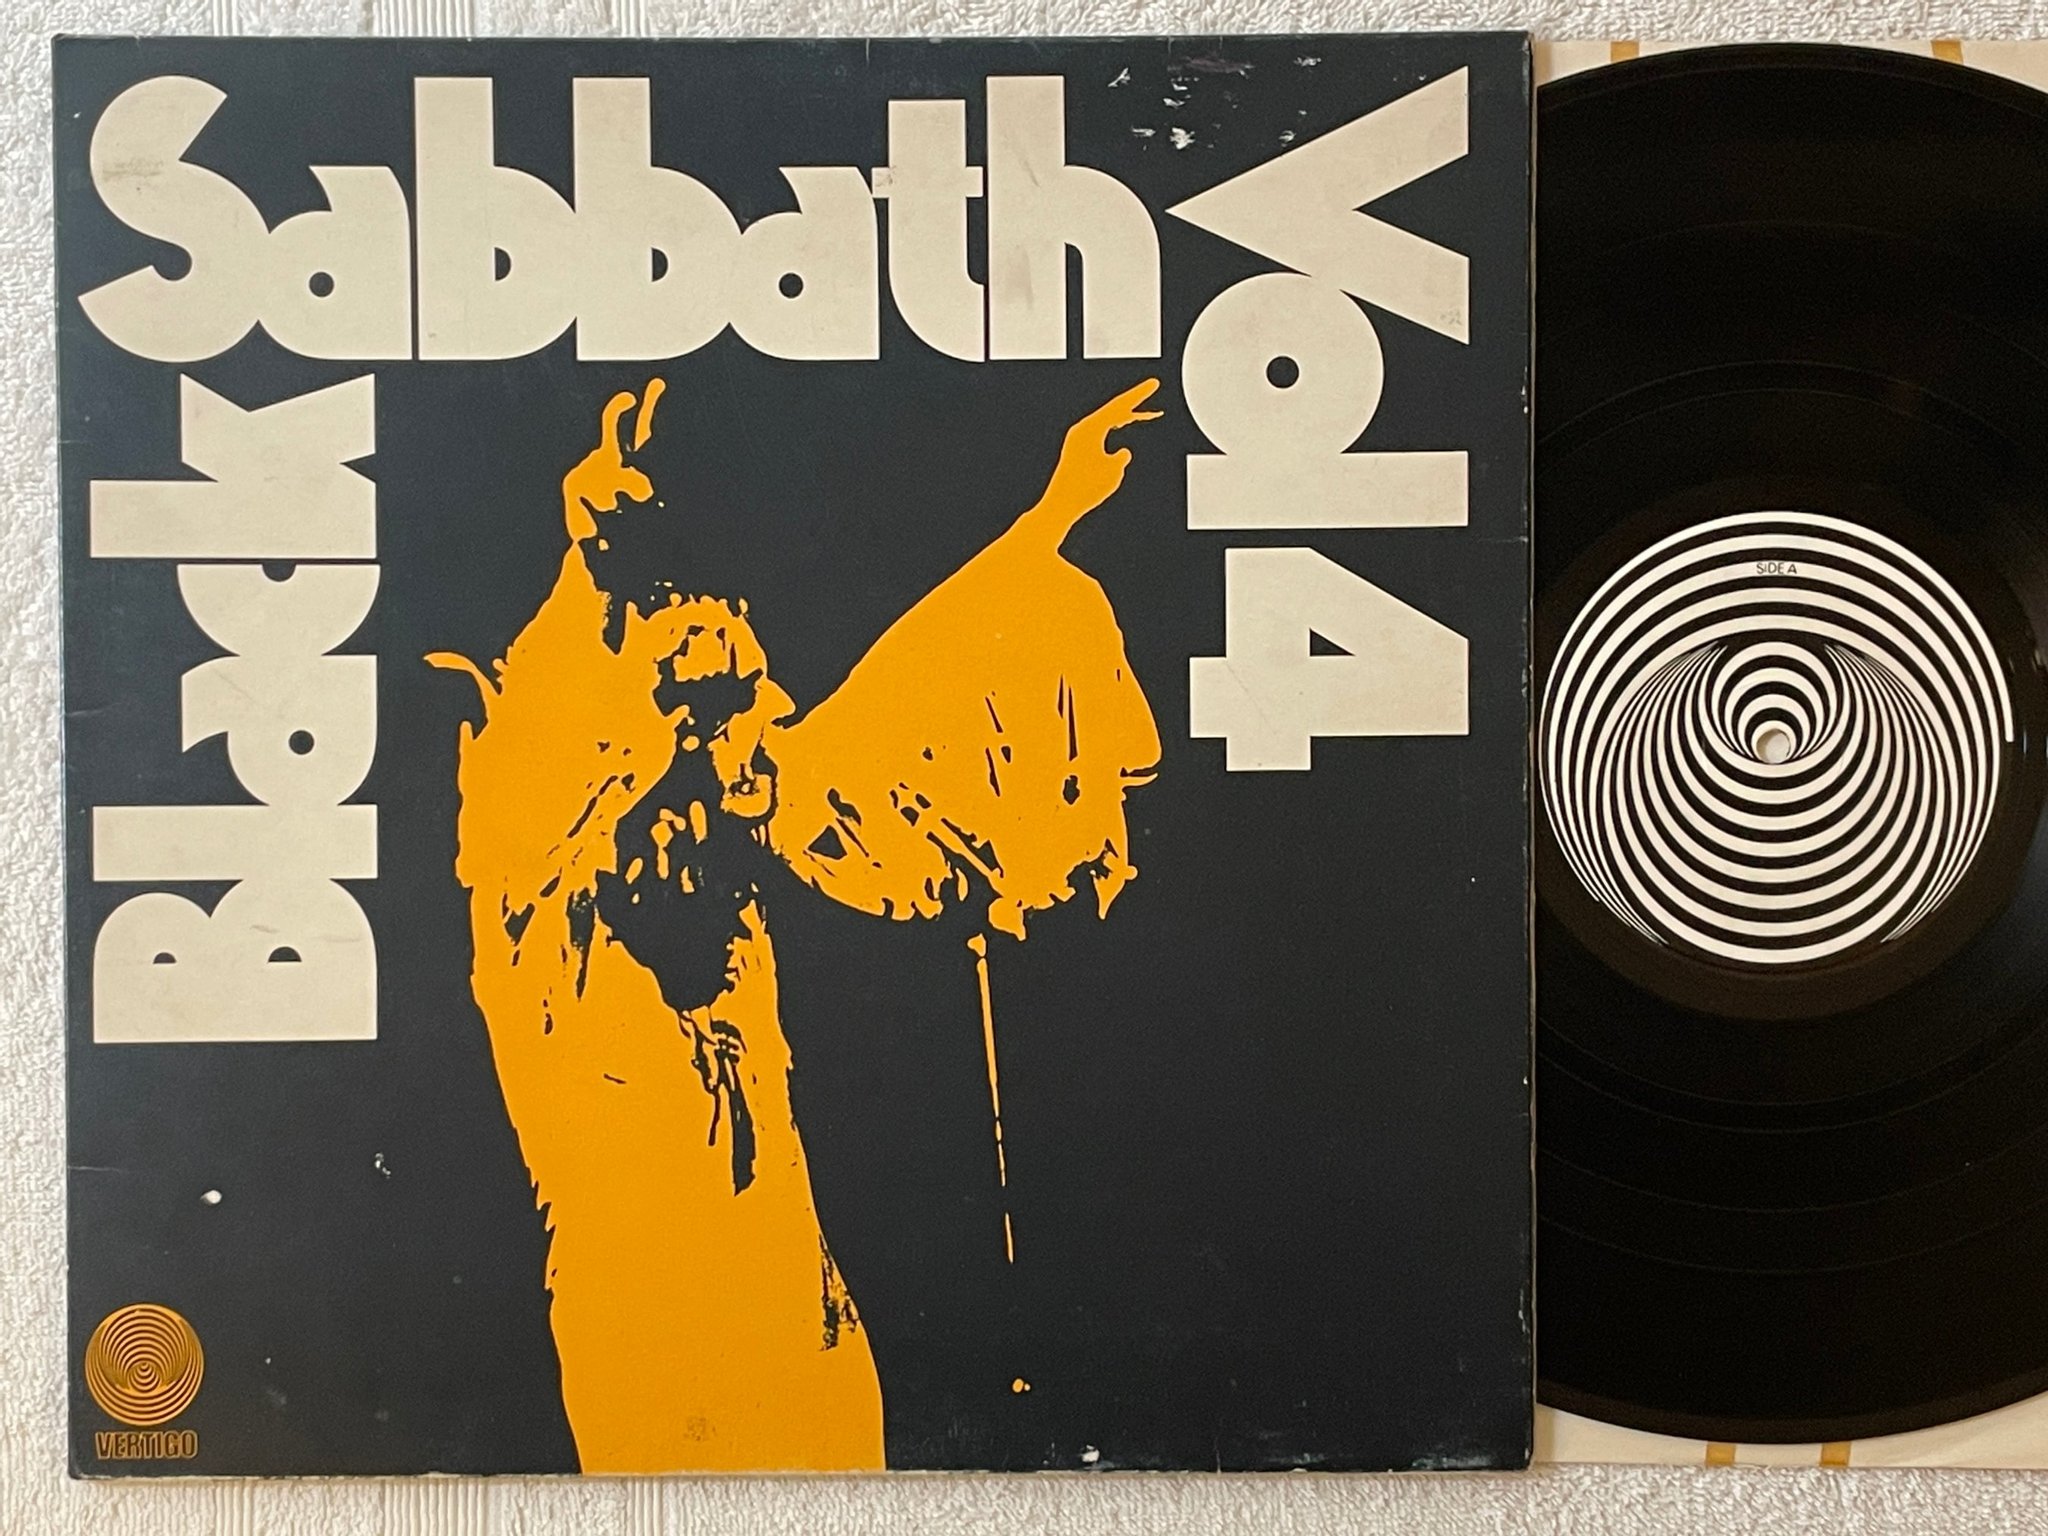 Black
Sabbath
Vol 4
VERTIGO
SIDE A